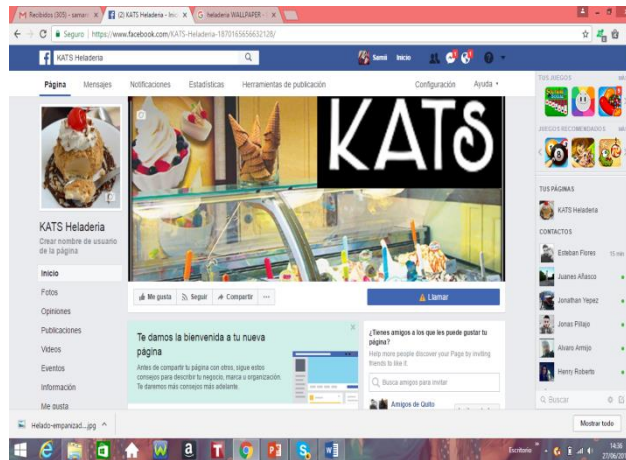 Recibidos (305) - saman
(2) KATS Heladeria - Inic
heladeria WALLPAPER -
Seguro | https://www.facebook.com/KATS-Heladeria-1870165656632128/
KATS Heladeria
Samii Inicio
Página Mensajes Notificaciones Estadísticas Herramientas de publicación Configuración Ayuda
TUS JUEGOS
JUEGOS RECOMENDADOS
TUS PÁGINAS
KATS Heladeria
CONTACTOS
Esteban Flores 15 min
Juanes Añasco
Jonathan Yepez
Jonas Fillajo
Alvaro Armijo
Henry Roberto
Buscar
KATS
KATS Heladeria
Crear nombre de usuario
de la página
Inicio
Fotos
Opiniones
Publicaciones
Videos
Eventos
Información
Me gusta
Me gusta Seguir Compartir ...
Llamar
Te damos la bienvenida a tu nueva
página
Antes de compartir tu página con otros, sigue estos
consejos para describir tu negocio, marca u organización.
Te daremos más consejos más adelante.
¿Tienes amigos a los que les puede gustar tu
página?
Help more people discover your Page by inviting
friends to like it.
Busca amigos para invitar
Amigos de Quito
Helado-empanizad....jpg
Mostrar todo
Escritorio
14:36